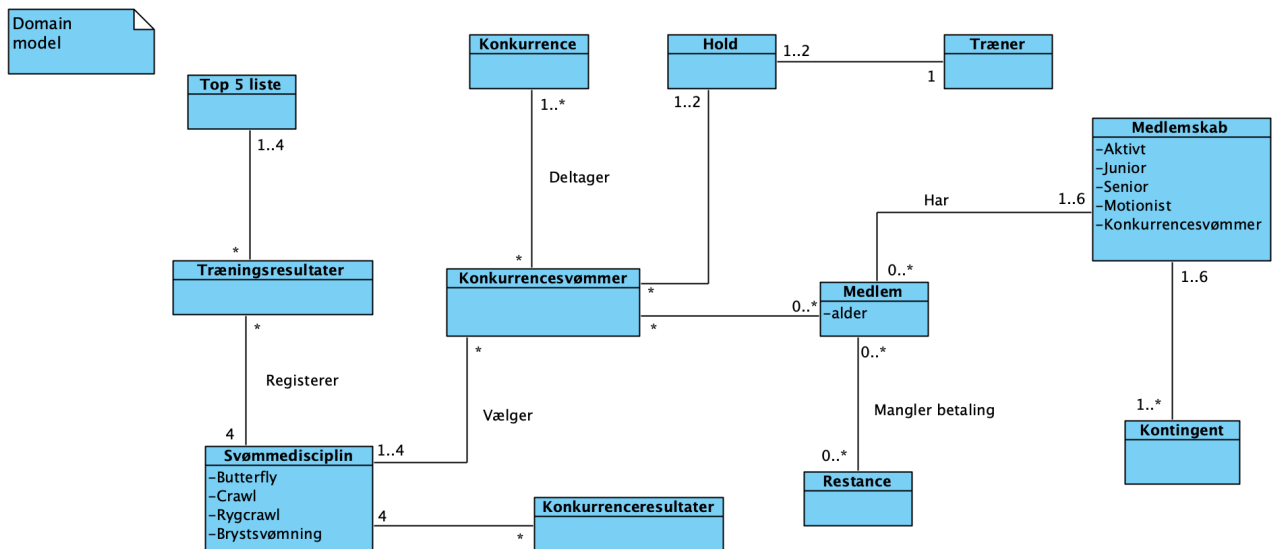 Domain
model
Konkurrence
Hold
1..2
1
Træner
Top 5 liste
1..*
1..2
1..4
Medlemskab
-Aktivt
-Junior
-Senior
-Motionist
-Konkurrencesvømmer
Deltager
Har
1..6
*
*
Træningsresultater
Konkurrencesvømmer
*
0..*
Medlem
-alder
1..6
*
*
0..*
*
0..*
Registerer
Vælger
Mangler betaling
1..*
Kontingent
4
1..4
0..*
Svømmedisciplin
-Butterfly
-Crawl
-Rygcrawl
-Brystsvømning
Restance
4
*
Konkurrenceresultater